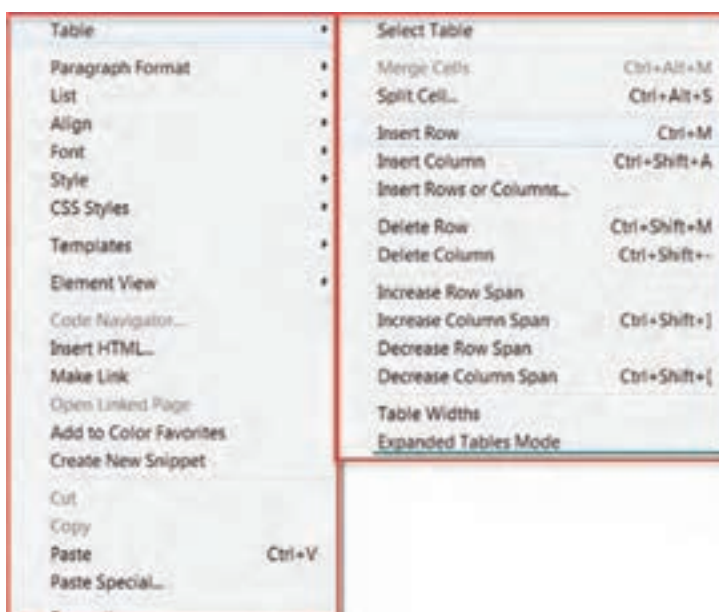 Table
Paragraph Format
List
Align
Font
Style
CSS Styles
Templates
Element View
Code Navigator...
Insert HTML...
Make Link
Open Linked Page
Add to Color Favorites
Create New Snippet
Cut
Copy
Paste Ctrl+V
Paste Special...
Select Table
Merge Cells Ctrl+Alt+M
Split Cell... Ctrl+Alt+S
Insert Row Ctrl+M
Insert Column Ctrl+Shift+A
Insert Rows or Columns...
Delete Row Ctrl+Shift+M
Delete Column Ctrl+Shift+-
Increase Row Span
Increase Column Span Ctrl+Shift+]
Decrease Row Span
Decrease Column Span Ctrl+Shift+[
Table Widths
Expanded Tables Mode